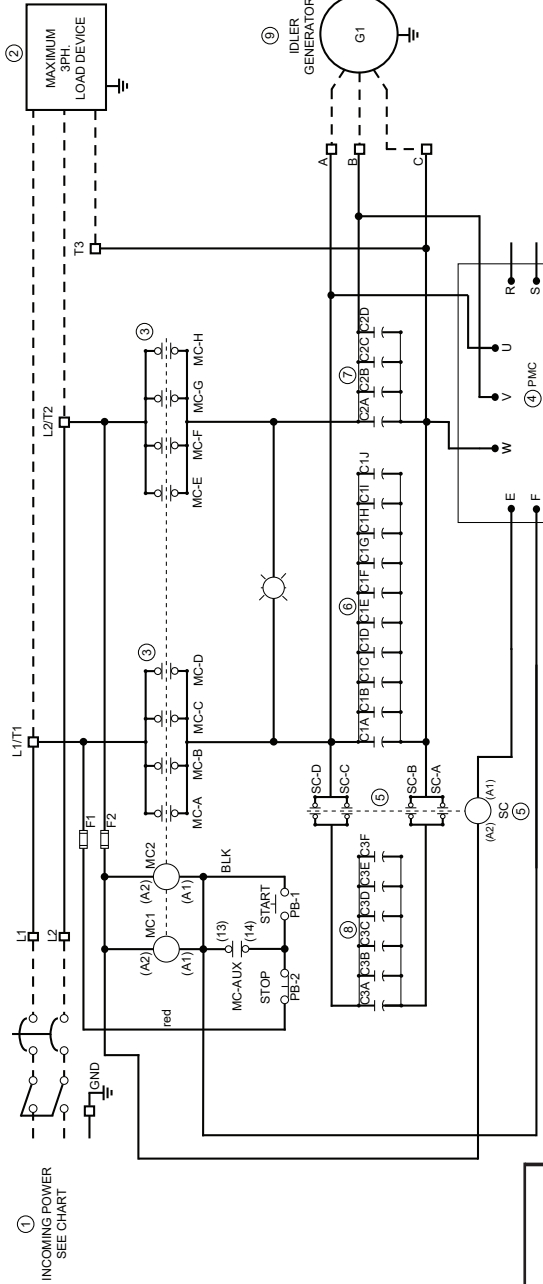 ①
INCOMING POWER
SEE CHART
L1
L2
GND
L1/T1
L2/T2
T3
②
MAXIMUM
3PH.
LOAD DEVICE
F1
F2
MC1
MC2
(A2)
(A2)
(A1)
(A1)
BLK
red
MC-AUX
(13)
(14)
STOP
PB-2
START
PB-1
③
MC-A
MC-B
MC-C
MC-D
③
MC-E
MC-F
MC-G
MC-H
⑨
IDLER
GENERATOR
G1
A
B
C
⑧
C3A
C3B
C3C
C3D
C3E
C3F
SC-D
SC-C
⑤
SC-B
SC-A
⑥
C1A
C1B
C1C
C1D
C1E
C1F
C1G
C1H
C1I
C1J
⑦
C2A
C2B
C2C
C2D
(A2)
(A1)
SC
⑤
E
F
W
V
U
R
S
④ PMC